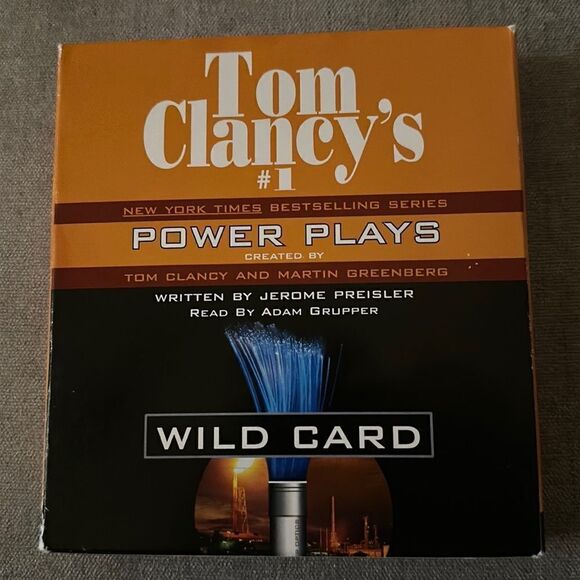 Tom
Clancy's
#1
NEW YORK TIMES BESTSELLING SERIES
POWER PLAYS
CREATED BY
TOM CLANCY AND MARTIN GREENBERG
WRITTEN BY JEROME PREISLER
READ BY ADAM GRUPPER
WILD CARD
OPTICS